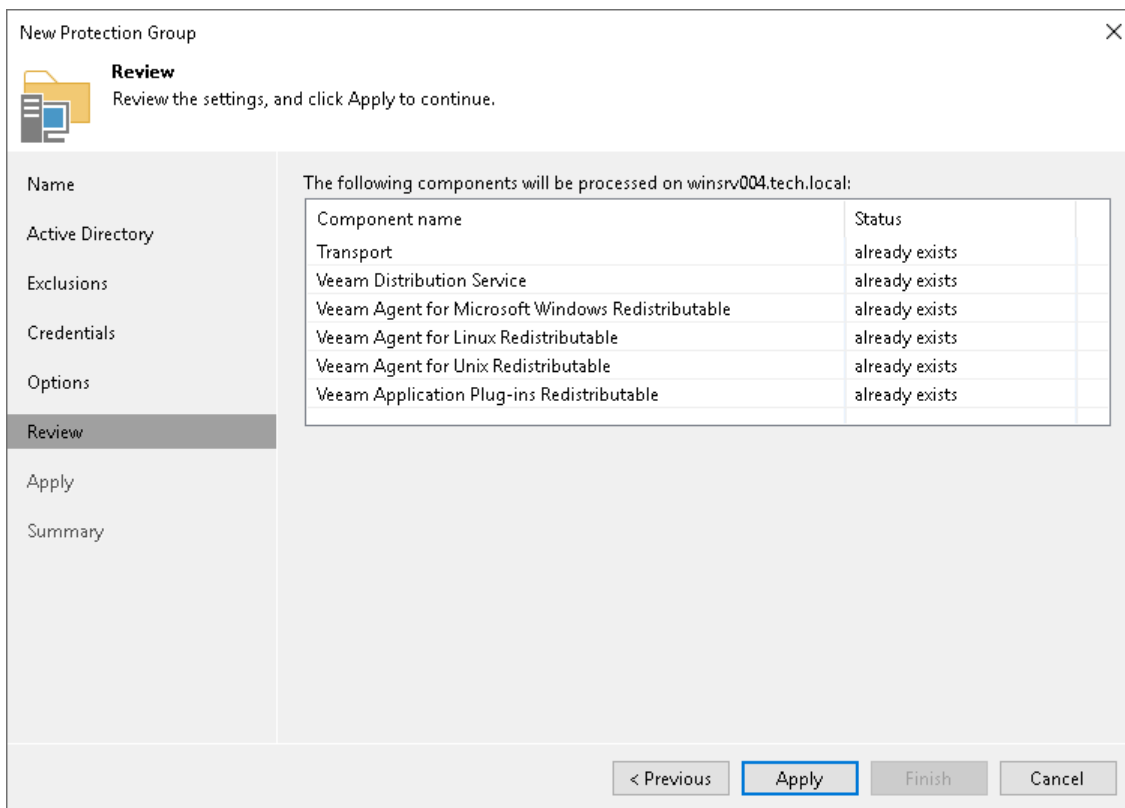 New Protection Group
Review
Review the settings, and click Apply to continue.
Name
Active Directory
Exclusions
Credentials
Options
Review
Apply
Summary
The following components will be processed on winsrv004.tech.local:
Component name Status
Transport already exists
Veeam Distribution Service already exists
Veeam Agent for Microsoft Windows Redistributable already exists
Veeam Agent for Linux Redistributable already exists
Veeam Agent for Unix Redistributable already exists
Veeam Application Plug-ins Redistributable already exists
< Previous Apply Finish Cancel